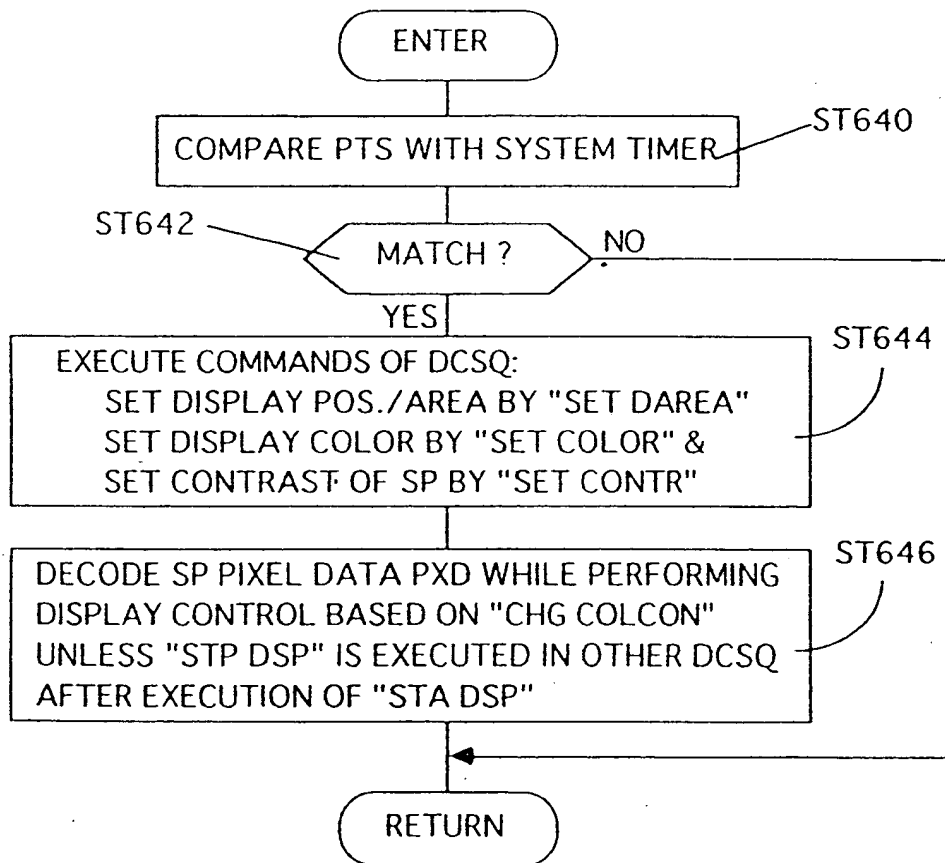 ENTER
ST640
COMPARE PTS WITH SYSTEM TIMER
ST642
MATCH ?
NO
YES
ST644
EXECUTE COMMANDS OF DCSQ:
SET DISPLAY POS./AREA BY "SET DAREA"
SET DISPLAY COLOR BY "SET COLOR" &
SET CONTRAST OF SP BY "SET CONTR"
ST646
DECODE SP PIXEL DATA PXD WHILE PERFORMING
DISPLAY CONTROL BASED ON "CHG COLCON"
UNLESS "STP DSP" IS EXECUTED IN OTHER DCSQ
AFTER EXECUTION OF "STA DSP"
RETURN